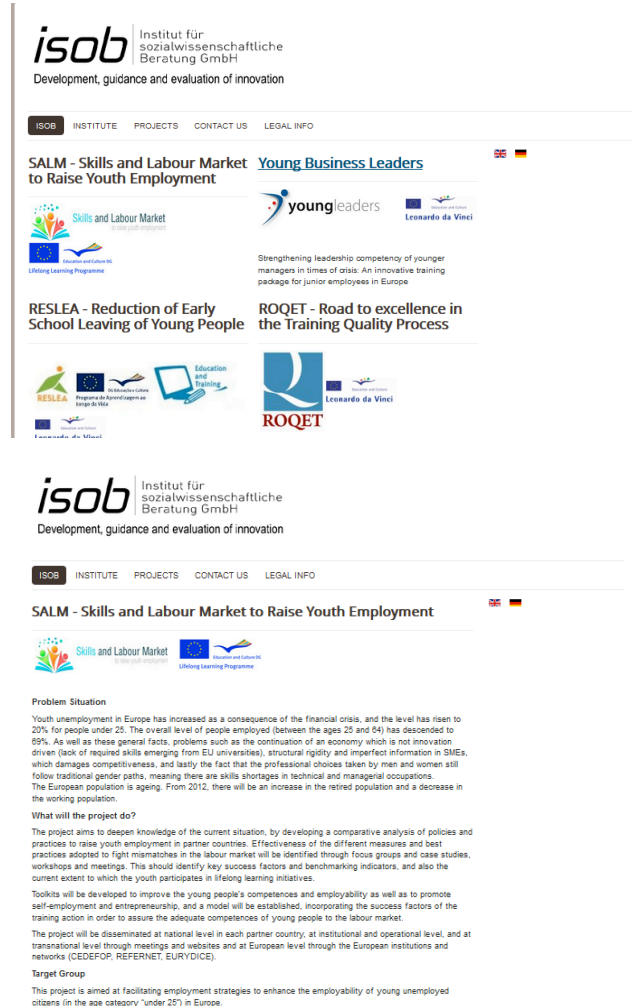 isob
Institut für
sozialwissenschaftliche
Beratung GmbH
Development, guidance and evaluation of innovation
ISOB INSTITUTE PROJECTS CONTACT US LEGAL INFO
SALM - Skills and Labour Market
to Raise Youth Employment
Skills and Labour Market
to raise youth employment
Education and Culture DG
Lifelong Learning Programme
Young Business Leaders
youngleaders
Education and Culture
Leonardo da Vinci
Strengthening leadership competency of younger
managers in times of crisis: An innovative training
package for junior employees in Europe
RESLEA - Reduction of Early
School Leaving of Young People
RESLEA
DG Educação e Cultura
Programa de Aprendizagem ao
Longo da Vida
Education
and
Training
Education and Culture
Leonardo da Vinci
ROQET - Road to excellence in
the Training Quality Process
ROQET
Education and Culture
Leonardo da Vinci
isob
Institut für
sozialwissenschaftliche
Beratung GmbH
Development, guidance and evaluation of innovation
ISOB INSTITUTE PROJECTS CONTACT US LEGAL INFO
SALM - Skills and Labour Market to Raise Youth Employment
Skills and Labour Market
to raise youth employment
Education and Culture DG
Lifelong Learning Programme
Problem Situation
Youth unemployment in Europe has increased as a consequence of the financial crisis, and the level has risen to
20% for people under 25. The overall level of people employed (between the ages 25 and 64) has descended to
69%. As well as these general facts, problems such as the continuation of an economy which is not innovation
driven (lack of required skills emerging from EU universities), structural rigidity and imperfect information in SMEs,
which damages competitiveness, and lastly the fact that the professional choices taken by men and women still
follow traditional gender paths, meaning there are skills shortages in technical and managerial occupations.
The European population is ageing. From 2012, there will be an increase in the retired population and a decrease in
the working population.
What will the project do?
The project aims to deepen knowledge of the current situation, by developing a comparative analysis of policies and
practices to raise youth employment in partner countries. Effectiveness of the different measures and best
practices adopted to fight mismatches in the labour market will be identified through focus groups and case studies,
workshops and meetings. This should identify key success factors and benchmarking indicators, and also the
current extent to which the youth participates in lifelong learning initiatives.
Toolkits will be developed to improve the young people's competences and employability as well as to promote
self-employment and entrepreneurship, and a model will be established, incorporating the success factors of the
training action in order to assure the adequate competences of young people to the labour market.
The project will be disseminated at national level in each partner country, at institutional and operational level, and at
transnational level through meetings and websites and at European level through the European institutions and
networks (CEDEFOP, REFERNET, EURYDICE).
Target Group
This project is aimed at facilitating employment strategies to enhance the employability of young unemployed
citizens (in the age category "under 25") in Europe.